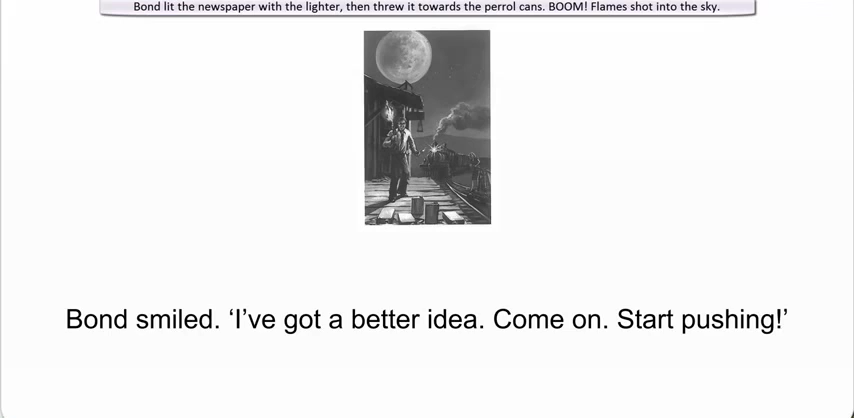 Bond lit the newspaper with the lighter, then threw it towards the perrol cans. BOOM! Flames shot into the sky.
Bond smiled. ‘I’ve got a better idea. Come on. Start pushing!’